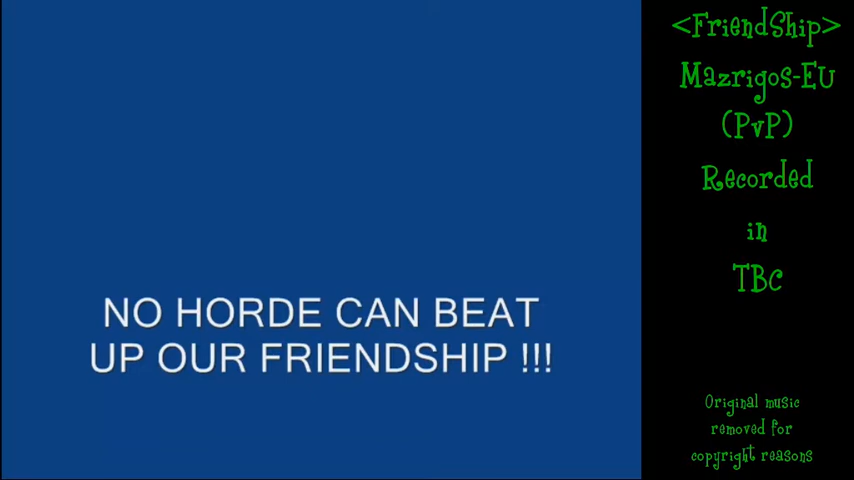 NO HORDE CAN BEAT
UP OUR FRIENDSHIP !!!
<FriendShip>
Mazrigos-EU
(PvP)
Recorded
in
TBC
Original music
removed for
copyright reasons